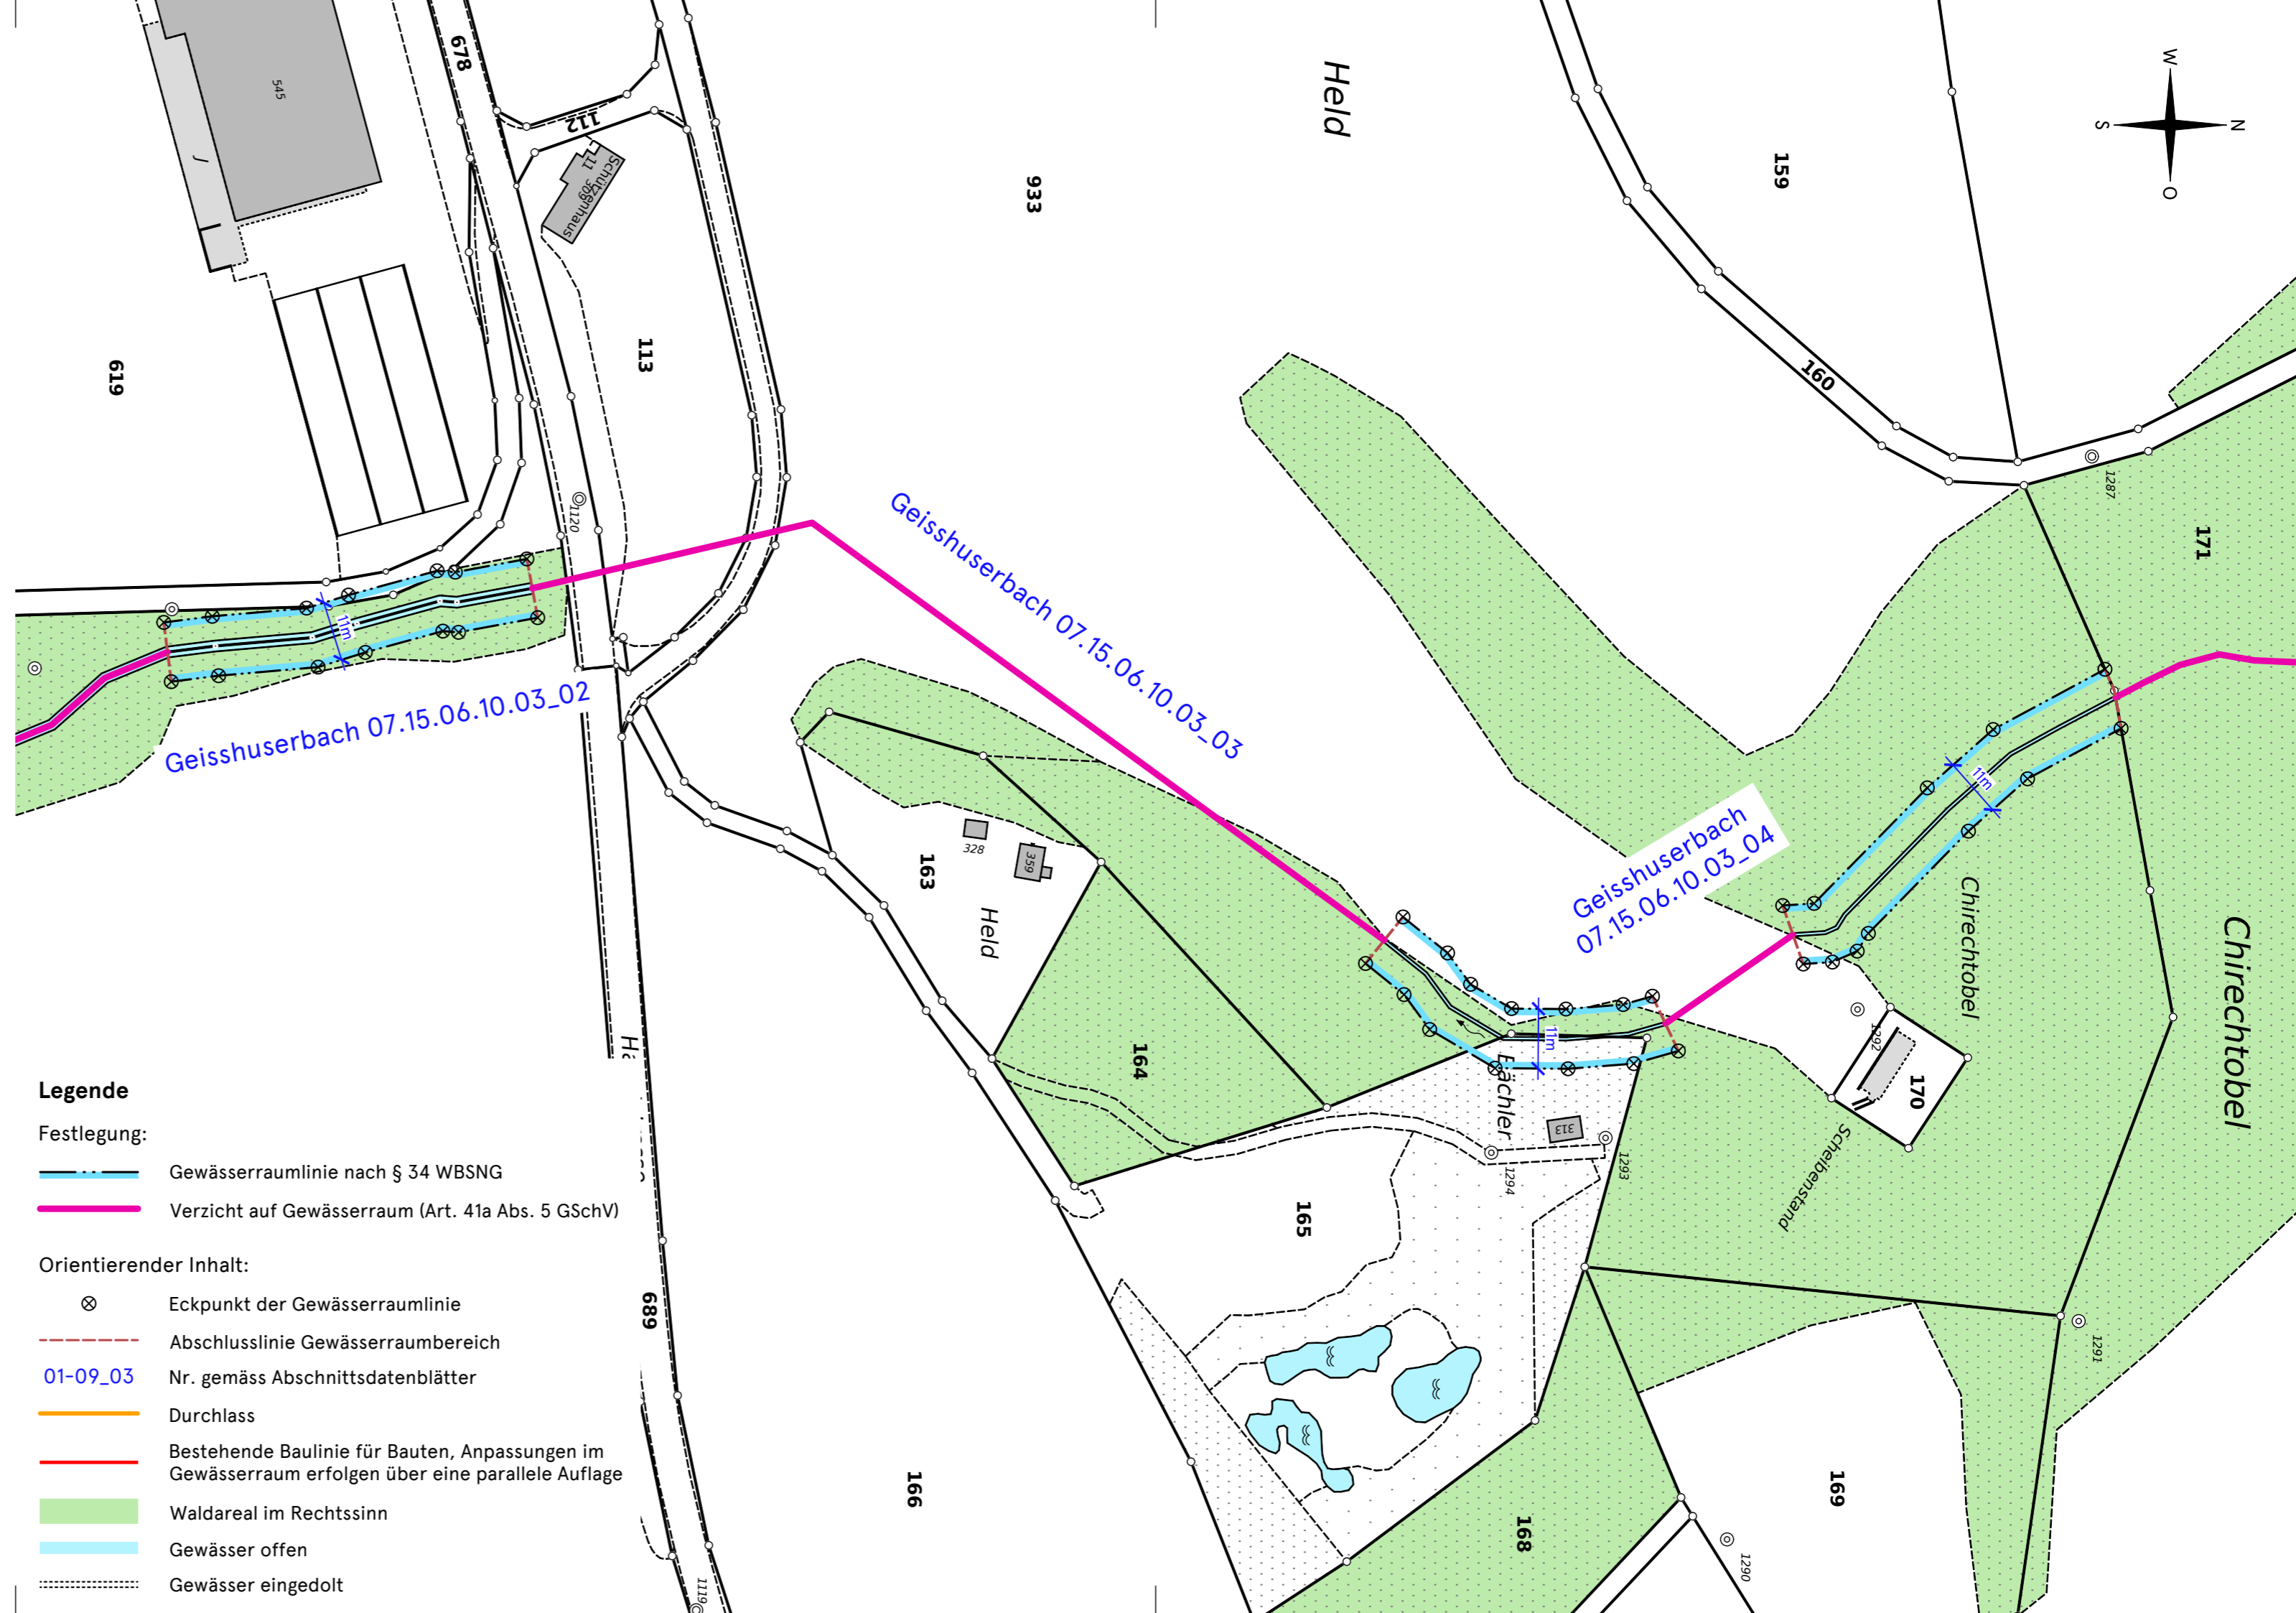 545
J
678
112
Schützenhaus
11
309
Held
933
159
W
S
N
O
619
113
160
1120
1287
171
11m
Geisshuserbach 07.15.06.10.03_02
Geisshuserbach 07.15.06.10.03_03
Geisshuserbach
07.15.06.10.03_04
11m
163
328
359
Held
Chirechtobel
Chirechtobel
164
11m
Bächler
1292
170
Scheibenstand
313
1294
1293
165
689
166
168
169
1291
1290
1119
Legende
Festlegung:
Gewässerraumlinie nach § 34 WBSNG
Verzicht auf Gewässerraum (Art. 41a Abs. 5 GSchV)
Orientierender Inhalt:
Eckpunkt der Gewässerraumlinie
Abschlusslinie Gewässerraumbereich
01-09_03 Nr. gemäss Abschnittsdatenblätter
Durchlass
Bestehende Baulinie für Bauten, Anpassungen im
Gewässerraum erfolgen über eine parallele Auflage
Waldareal im Rechtssinn
Gewässer offen
Gewässer eingedolt